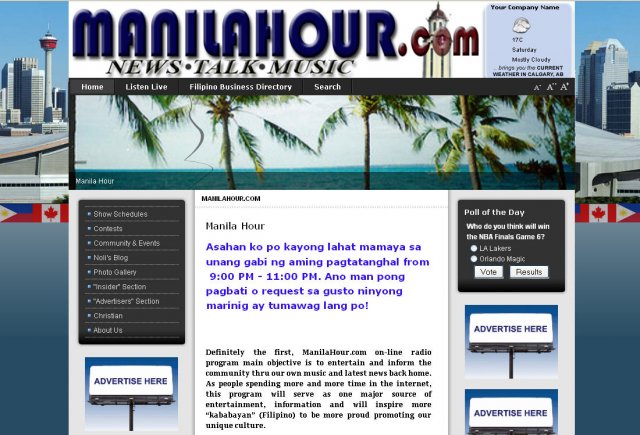 MANILAHOUR.com
NEWS•TALK•MUSIC
Your Company Name
17C
Saturday
Mostly Cloudy
... brings you the CURRENT
WEATHER IN CALGARY, AB
Home
Listen Live
Filipino Business Directory
Search
A- A+ A+
Manila Hour
Show Schedules
Contests
Community & Events
Noli's Blog
Photo Gallery
"Insider" Section
"Advertisers" Section
Christian
About Us
ADVERTISE HERE
MANILAHOUR.COM
Manila Hour
Asahan ko po kayong lahat mamaya sa
unang gabi ng aming pagtatanghal from
9:00 PM - 11:00 PM. Ano man pong
pagbati o request sa gusto ninyong
marinig ay tumawag lang po!
Definitely the first, ManilaHour.com on-line radio
program main objective is to entertain and inform the
community thru our own music and latest news back home.
As people spending more and more time in the internet,
this program will serve as one major source of
entertainment, information and will inspire more
“kababayan” (Filipino) to be more proud promoting our
unique culture.
Poll of the Day
Who do you think will
win the NBA Finals Game 6?
LA Lakers
Orlando Magic
Vote
Results
ADVERTISE HERE
ADVERTISE HERE